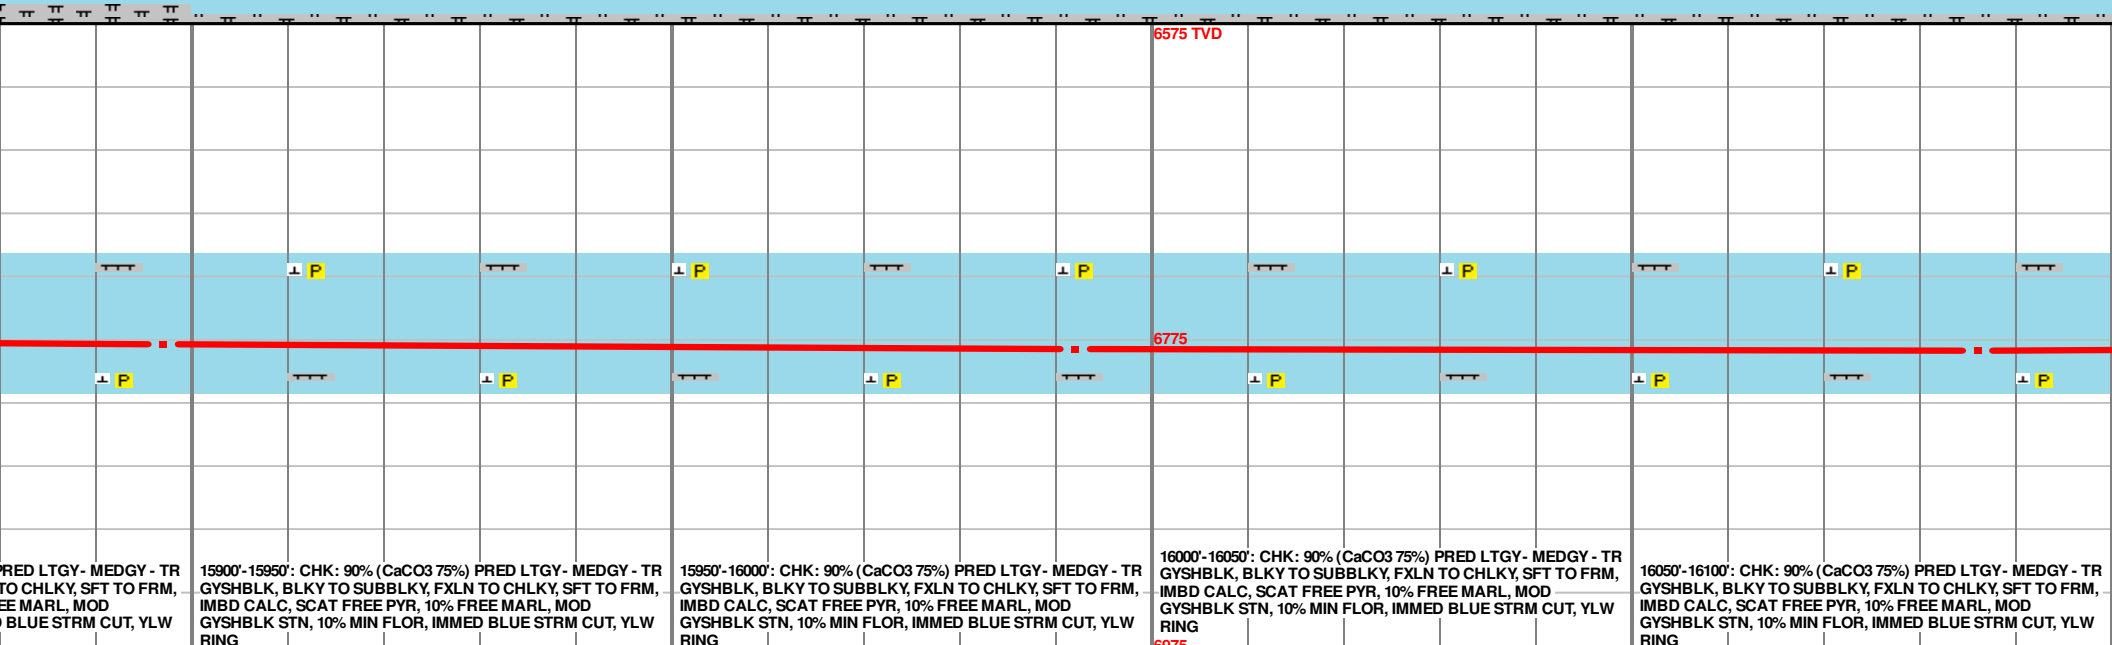 6575 TVD
P P P P P
6775
P P P P P P
PRED LTGY- MEDGY - TR
TO CHLKY, SFT TO FRM,
EE MARL, MOD
BLUE STRM CUT, YLW
15900'-15950': CHK: 90% (CaCO3 75%) PRED LTGY- MEDGY - TR
GYSHBLK, BLKY TO SUBBLKY, FXLN TO CHLKY, SFT TO FRM,
IMBD CALC, SCAT FREE PYR, 10% FREE MARL, MOD
GYSHBLK STN, 10% MIN FLOR, IMMED BLUE STRM CUT, YLW
RING
15950'-16000': CHK: 90% (CaCO3 75%) PRED LTGY- MEDGY - TR
GYSHBLK, BLKY TO SUBBLKY, FXLN TO CHLKY, SFT TO FRM,
IMBD CALC, SCAT FREE PYR, 10% FREE MARL, MOD
GYSHBLK STN, 10% MIN FLOR, IMMED BLUE STRM CUT, YLW
RING
16000'-16050': CHK: 90% (CaCO3 75%) PRED LTGY- MEDGY - TR
GYSHBLK, BLKY TO SUBBLKY, FXLN TO CHLKY, SFT TO FRM,
IMBD CALC, SCAT FREE PYR, 10% FREE MARL, MOD
GYSHBLK STN, 10% MIN FLOR, IMMED BLUE STRM CUT, YLW
RING
6975
16050'-16100': CHK: 90% (CaCO3 75%) PRED LTGY- MEDGY - TR
GYSHBLK, BLKY TO SUBBLKY, FXLN TO CHLKY, SFT TO FRM,
IMBD CALC, SCAT FREE PYR, 10% FREE MARL, MOD
GYSHBLK STN, 10% MIN FLOR, IMMED BLUE STRM CUT, YLW
RING